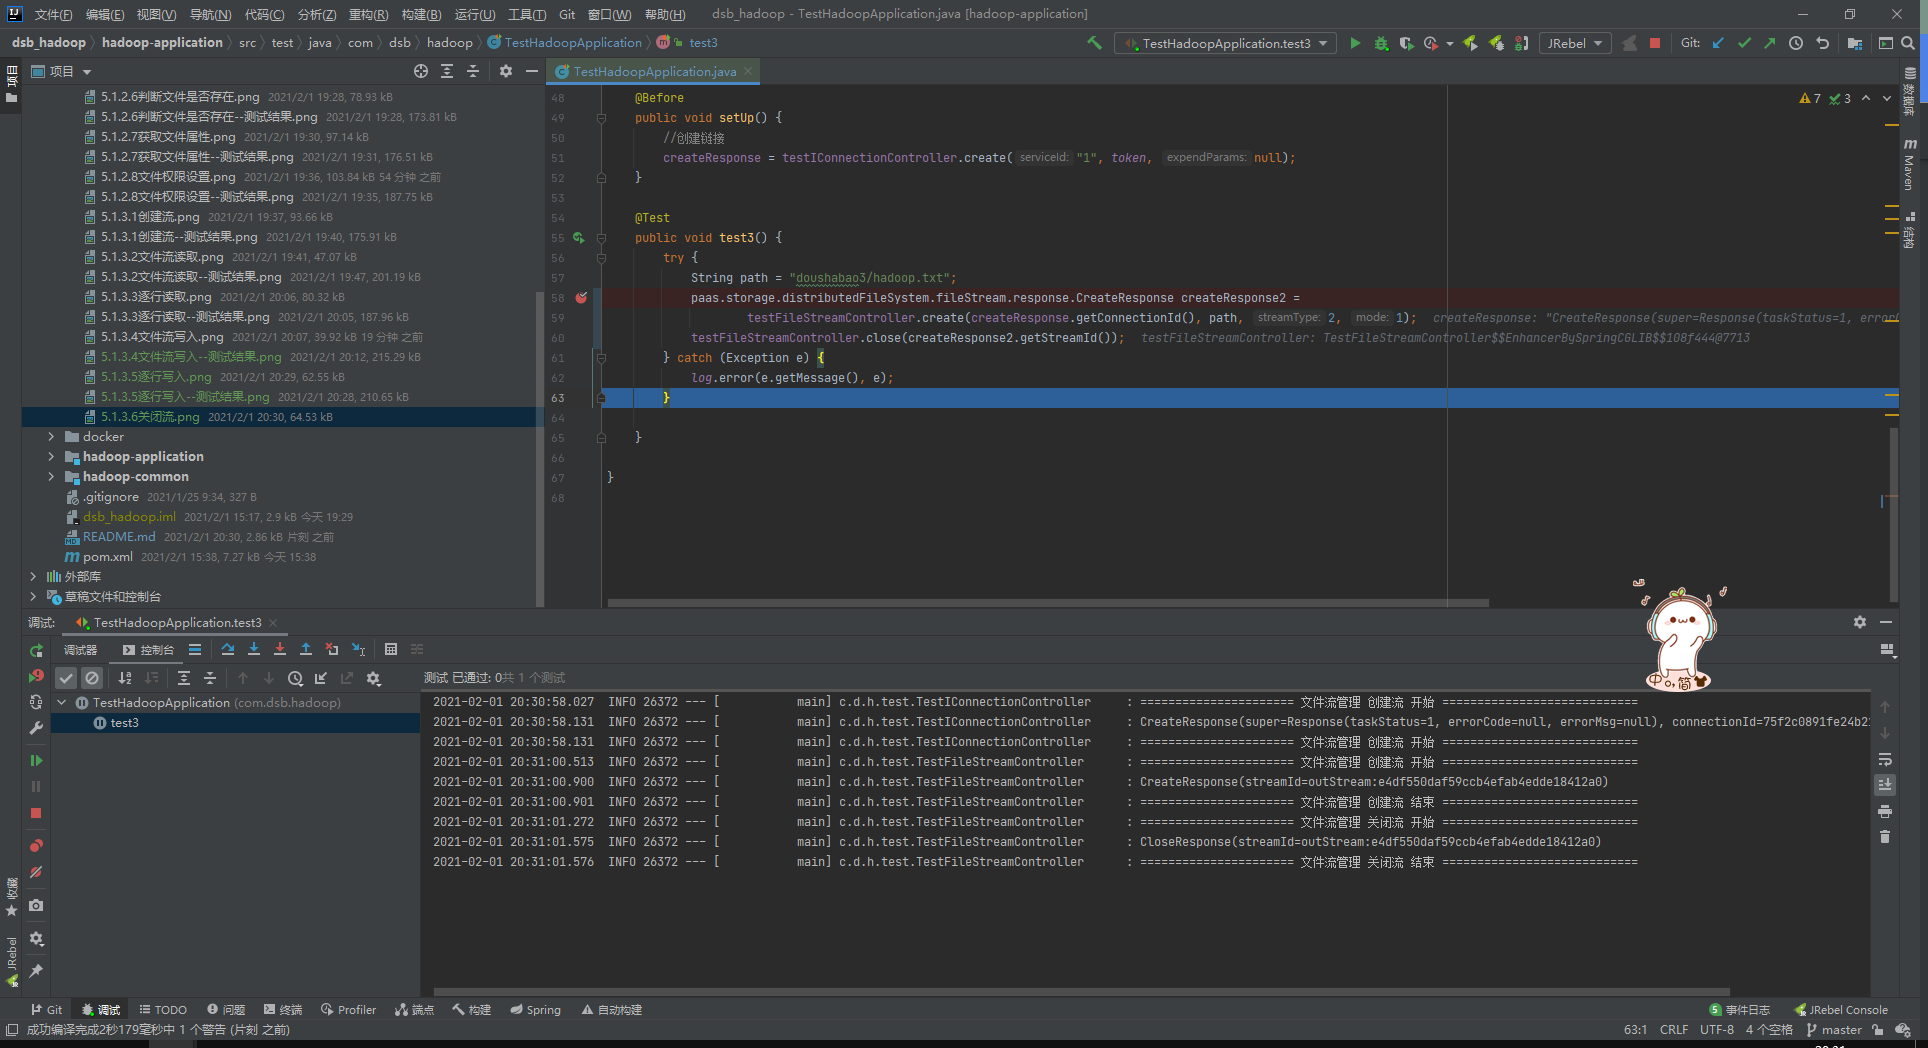 文件(F) 编辑(E) 视图(V) 导航(N) 代码(C) 分析(Z) 重构(R) 构建(B) 运行(U) 工具(T) Git 窗口(W) 帮助(H) dsb_hadoop - TestHadoopApplication.java [hadoop-application]
dsb_hadoop hadoop-application src test java com dsb hadoop TestHadoopApplication test3 TestHadoopApplication.test3 JRebel Git:
项目
TestHadoopApplication.java
项目
数据库
Maven
结构
5.1.2.6判断文件是否存在.png 2021/2/1 19:28, 78.93 kB
5.1.2.6判断文件是否存在--测试结果.png 2021/2/1 19:28, 173.81 kB
5.1.2.7获取文件属性.png 2021/2/1 19:30, 97.14 kB
5.1.2.7获取文件属性--测试结果.png 2021/2/1 19:31, 176.51 kB
5.1.2.8文件权限设置.png 2021/2/1 19:36, 103.84 kB 54 分钟 之前
5.1.2.8文件权限设置--测试结果.png 2021/2/1 19:35, 187.75 kB
5.1.3.1创建流.png 2021/2/1 19:37, 93.66 kB
5.1.3.1创建流--测试结果.png 2021/2/1 19:40, 175.91 kB
5.1.3.2文件流读取.png 2021/2/1 19:41, 47.07 kB
5.1.3.2文件流读取--测试结果.png 2021/2/1 19:47, 201.19 kB
5.1.3.3逐行读取.png 2021/2/1 20:06, 80.32 kB
5.1.3.3逐行读取--测试结果.png 2021/2/1 20:05, 187.96 kB
5.1.3.4文件流写入.png 2021/2/1 20:07, 39.92 kB 19 分钟 之前
5.1.3.4文件流写入--测试结果.png 2021/2/1 20:12, 215.29 kB
5.1.3.5逐行写入.png 2021/2/1 20:29, 62.55 kB
5.1.3.5逐行写入--测试结果.png 2021/2/1 20:28, 210.65 kB
5.1.3.6关闭流.png 2021/2/1 20:30, 64.53 kB
docker
hadoop-application
hadoop-common
.gitignore 2021/1/25 9:34, 327 B
dsb_hadoop.iml 2021/2/1 15:17, 2.9 kB 今天 19:29
README.md 2021/2/1 20:30, 2.86 kB 片刻 之前
pom.xml 2021/2/1 15:38, 7.27 kB 今天 15:38
外部库
草稿文件和控制台
7 3
48 @Before
49 public void setUp() {
50 //创建链接
51 createResponse = testIConnectionController.create( serviceId: "1", token, expendParams: null);
52 }
53
54 @Test
55 public void test3() {
56 try {
57 String path = "doushabao3/hadoop.txt";
58 paas.storage.distributedFileSystem.fileStream.response.CreateResponse createResponse2 =
59 testFileStreamController.create(createResponse.getConnectionId(), path, streamType: 2, mode: 1); createResponse: "CreateResponse(super=Response(taskStatus=1, error
60 testFileStreamController.close(createResponse2.getStreamId()); testFileStreamController: TestFileStreamController$$EnhancerBySpringCGLIB$$108f444@7713
61 } catch (Exception e) {
62 log.error(e.getMessage(), e);
63 }
64
65 }
66
67 }
68
中 简
调试: TestHadoopApplication.test3
调试器 控制台
测试 已通过: 0共 1 个测试
TestHadoopApplication (com.dsb.hadoop)
test3
2021-02-01 20:30:58.027 INFO 26372 --- [ main] c.d.h.test.TestIConnectionController : ====================== 文件流管理 创建流 开始 ============================
2021-02-01 20:30:58.131 INFO 26372 --- [ main] c.d.h.test.TestIConnectionController : CreateResponse(super=Response(taskStatus=1, errorCode=null, errorMsg=null), connectionId=75f2c0891fe24b2
2021-02-01 20:30:58.131 INFO 26372 --- [ main] c.d.h.test.TestIConnectionController : ====================== 文件流管理 创建流 开始 ============================
2021-02-01 20:31:00.513 INFO 26372 --- [ main] c.d.h.test.TestFileStreamController : ====================== 文件流管理 创建流 开始 ============================
2021-02-01 20:31:00.900 INFO 26372 --- [ main] c.d.h.test.TestFileStreamController : CreateResponse(streamId=outStream:e4df550daf59ccb4efab4edde18412a0)
2021-02-01 20:31:00.901 INFO 26372 --- [ main] c.d.h.test.TestFileStreamController : ====================== 文件流管理 创建流 结束 ============================
2021-02-01 20:31:01.272 INFO 26372 --- [ main] c.d.h.test.TestFileStreamController : ====================== 文件流管理 关闭流 开始 ============================
2021-02-01 20:31:01.575 INFO 26372 --- [ main] c.d.h.test.TestFileStreamController : CloseResponse(streamId=outStream:e4df550daf59ccb4efab4edde18412a0)
2021-02-01 20:31:01.576 INFO 26372 --- [ main] c.d.h.test.TestFileStreamController : ====================== 文件流管理 关闭流 结束 ============================
收藏
JRebel
Git 调试 TODO 问题 终端 Profiler 端点 构建 Spring 自动构建 5 事件日志 JRebel Console
成功编译完成2秒179毫秒中 1 个警告 (片刻 之前) 63:1 CRLF UTF-8 4 个空格 master